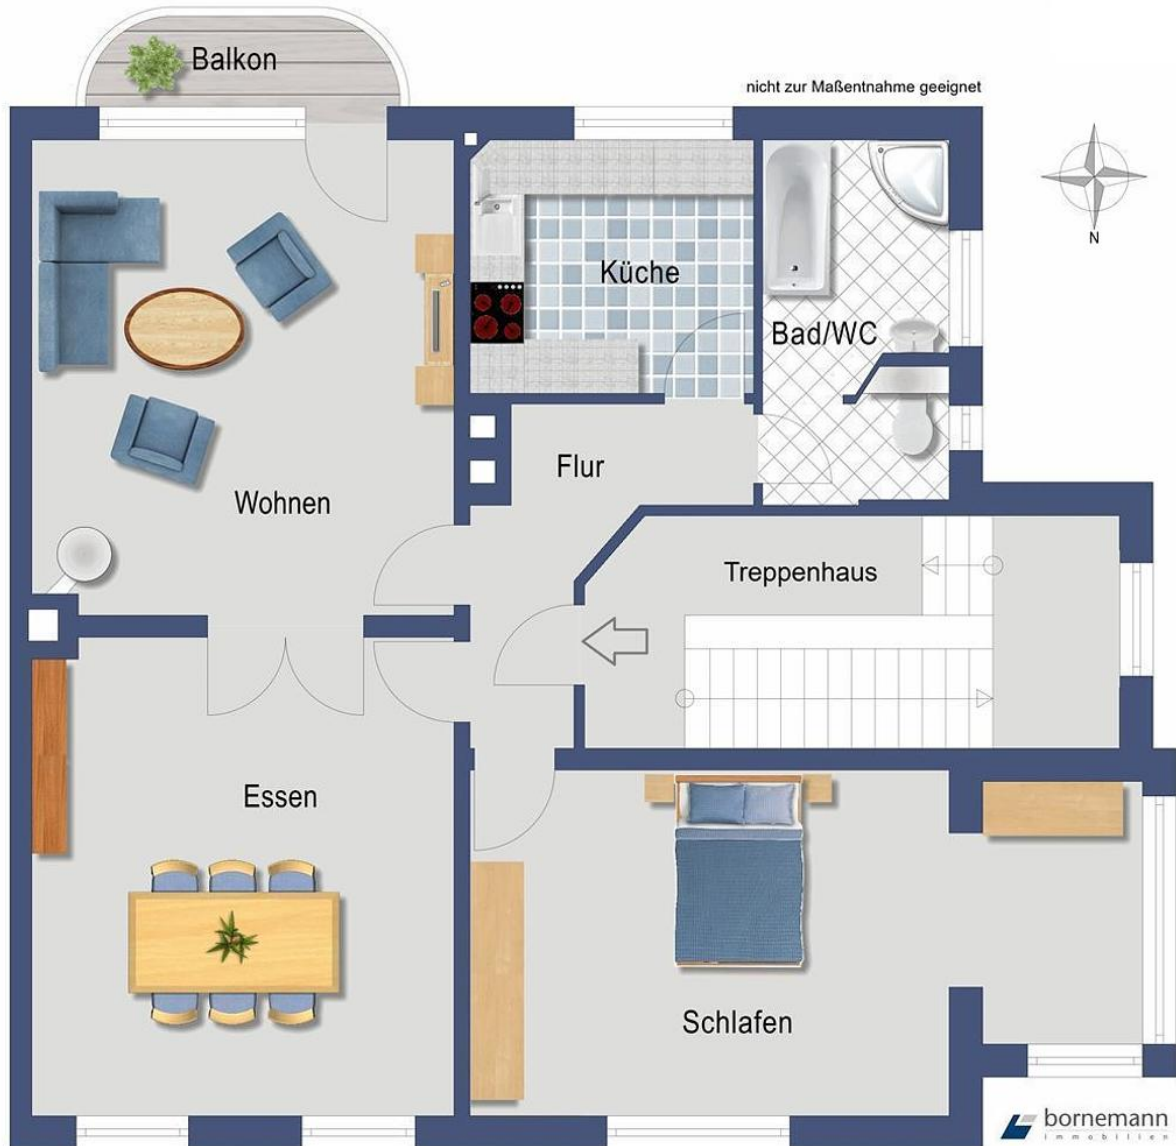 Balkon
nicht zur Maßentnahme geeignet
N
Küche
Bad/WC
Flur
Wohnen
Treppenhaus
Essen
Schlafen
bornemann
immobilien